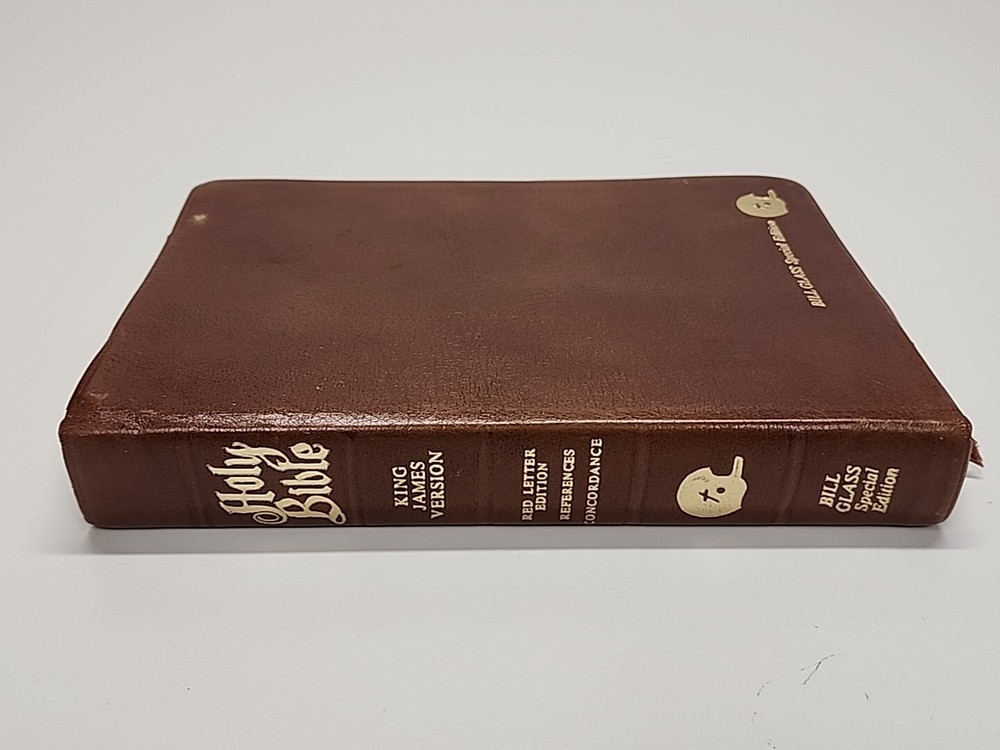 BILL GLASS Special Edition
Holy
Bible
KING
JAMES
VERSION
RED LETTER
EDITION
REFERENCES
CONCORDANCE
BILL
GLASS
Special
Edition